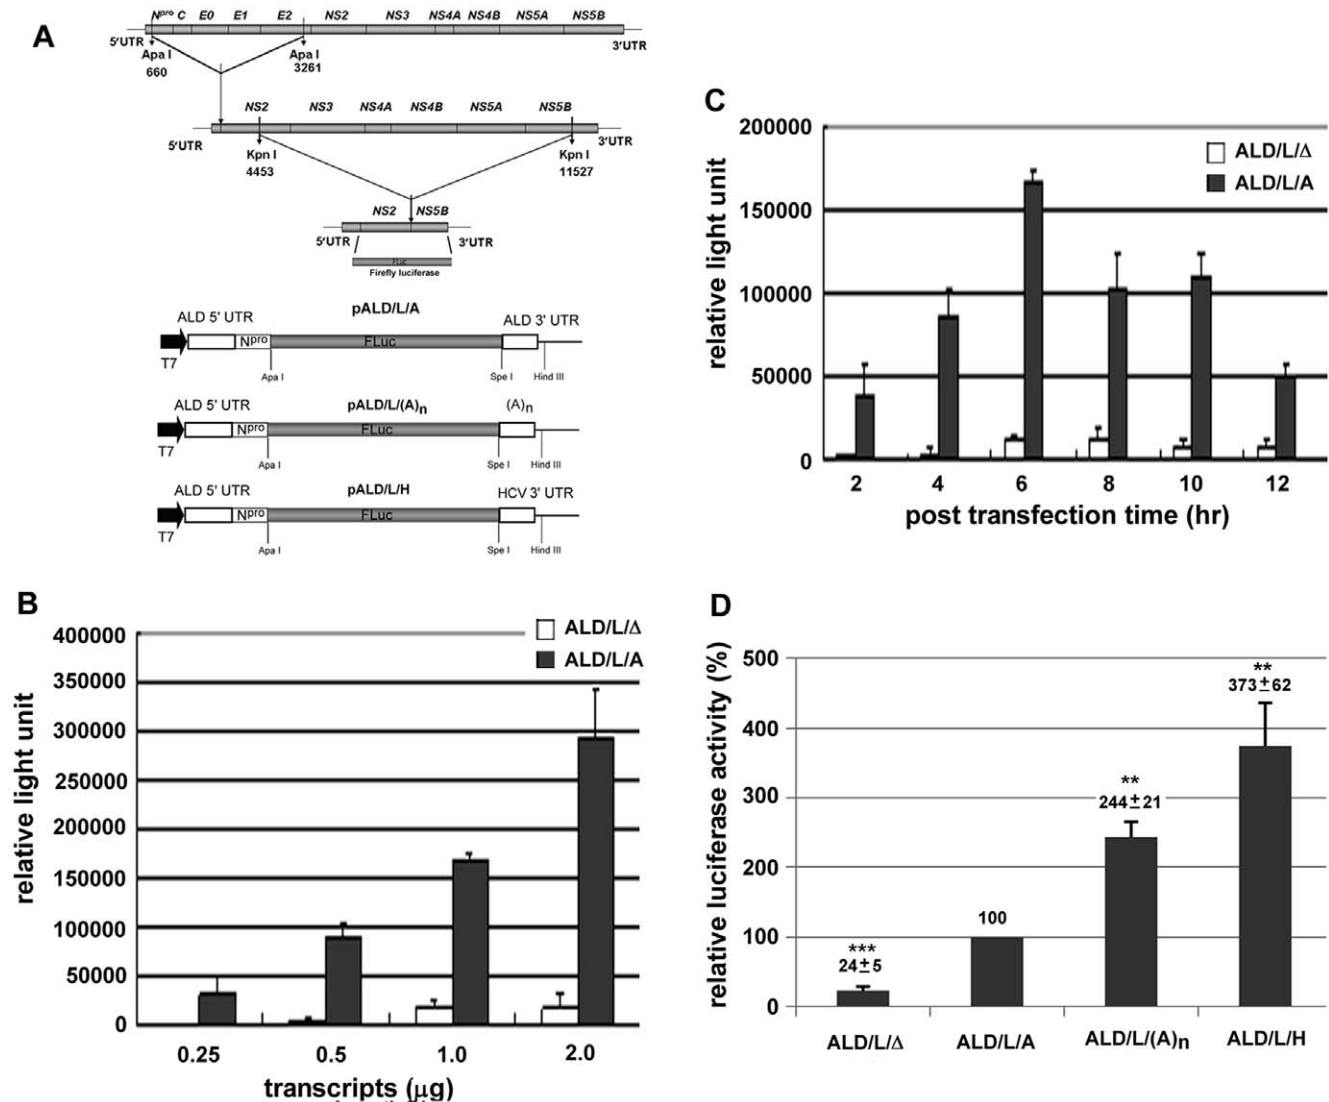 A
Npro C E0 E1 E2 NS2 NS3 NS4A NS4B NS5A NS5B
5'UTR 3'UTR
Apa I Apa I
660 3261
NS2 NS3 NS4A NS4B NS5A NS5B
5'UTR 3'UTR
Kpn I Kpn I
4453 11527
NS2 NS5B
5'UTR 3'UTR
FLuc
Firefly luciferase
pALD/L/A
ALD 5' UTR ALD 3' UTR
Npro FLuc
T7
Apa I Spe I Hind III
ALD 5' UTR pALD/L/(A)n (A)n
Npro FLuc
T7
Apa I Spe I Hind III
ALD 5' UTR pALD/L/H HCV 3' UTR
Npro FLuc
T7
Apa I Spe I Hind III
B
relative light unit
400000
350000
300000
250000
200000
150000
100000
50000
0
ALD/L/Δ
ALD/L/A
0.25 0.5 1.0 2.0
transcripts (μg)
C
relative light unit
200000
150000
100000
50000
0
ALD/L/Δ
ALD/L/A
2 4 6 8 10 12
post transfection time (hr)
D
relative luciferase activity (%)
500
400
300
200
100
0
***
24±5
100
**
244±21
**
373±62
ALD/L/Δ ALD/L/A ALD/L/(A)n ALD/L/H